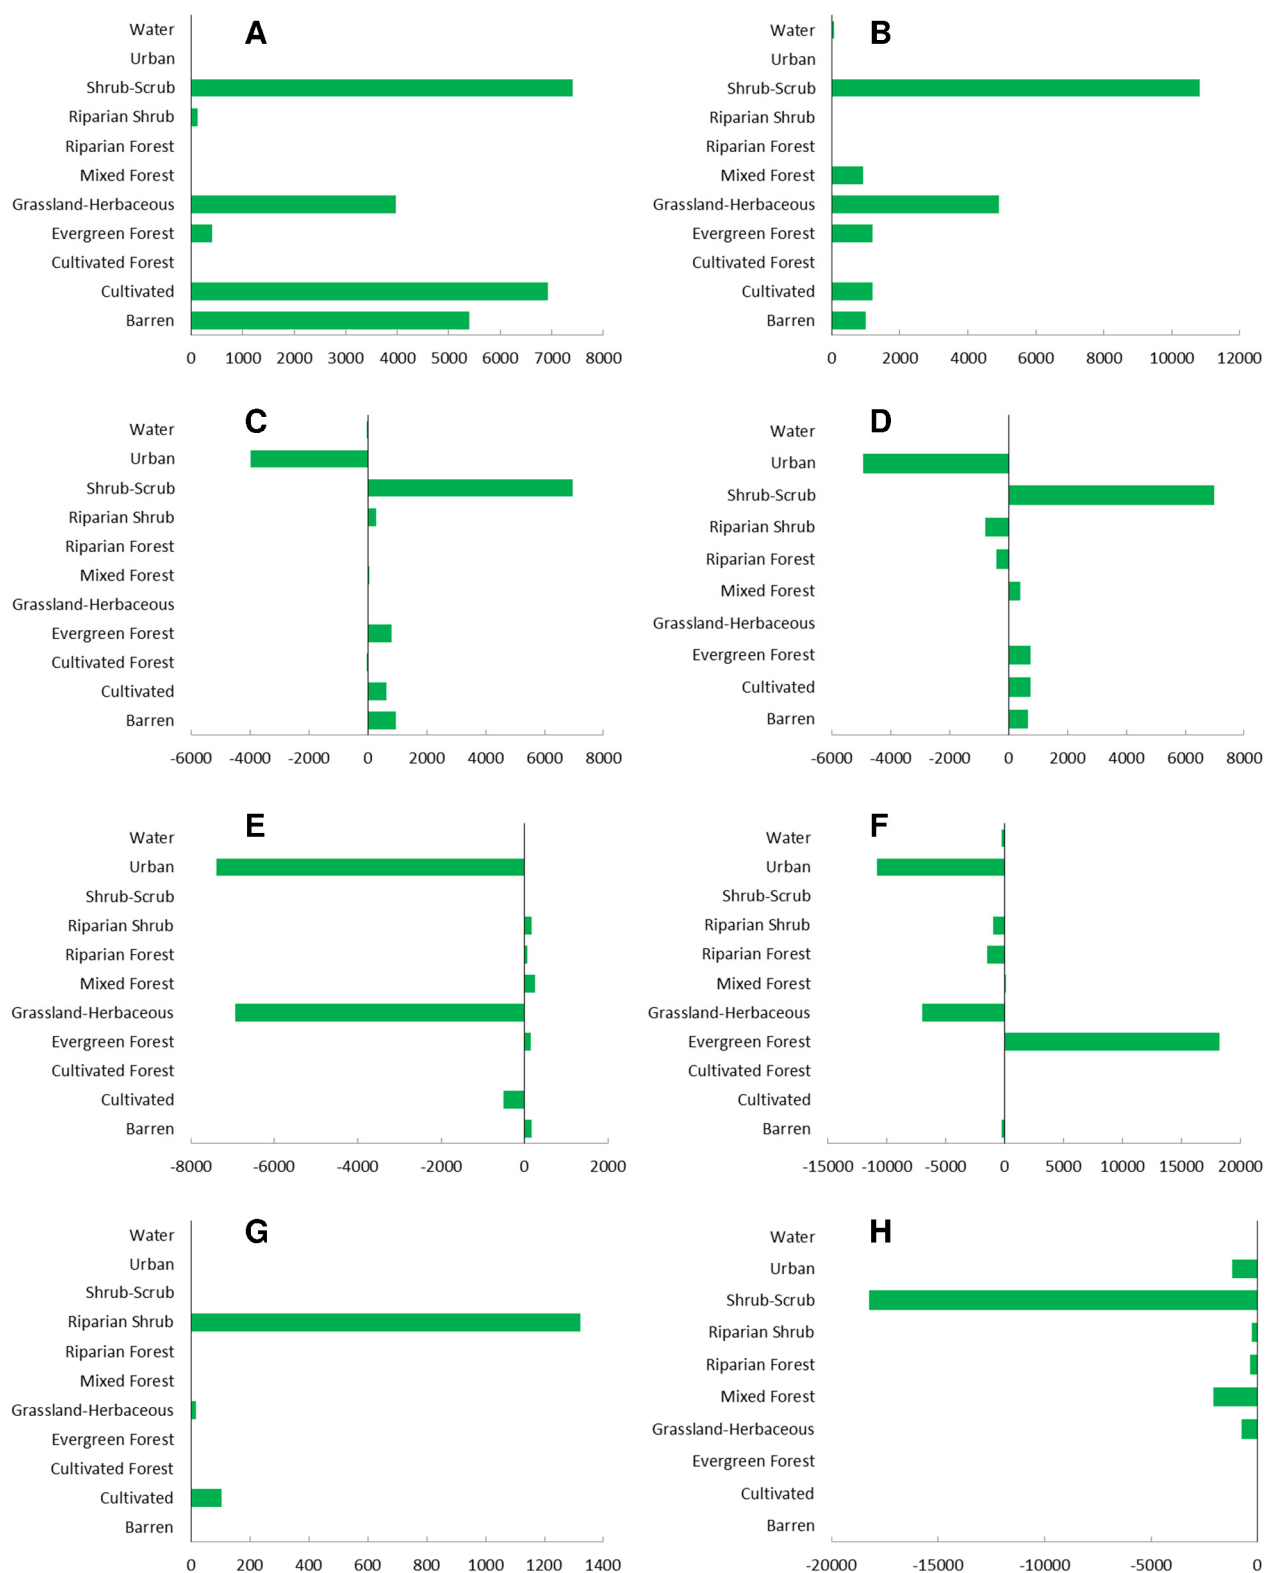 A
Water
Urban
Shrub-Scrub
Riparian Shrub
Riparian Forest
Mixed Forest
Grassland-Herbaceous
Evergreen Forest
Cultivated Forest
Cultivated
Barren
0 1000 2000 3000 4000 5000 6000 7000 8000
B
Water
Urban
Shrub-Scrub
Riparian Shrub
Riparian Forest
Mixed Forest
Grassland-Herbaceous
Evergreen Forest
Cultivated Forest
Cultivated
Barren
0 2000 4000 6000 8000 10000 12000
C
Water
Urban
Shrub-Scrub
Riparian Shrub
Riparian Forest
Mixed Forest
Grassland-Herbaceous
Evergreen Forest
Cultivated Forest
Cultivated
Barren
-6000 -4000 -2000 0 2000 4000 6000 8000
D
Water
Urban
Shrub-Scrub
Riparian Shrub
Riparian Forest
Mixed Forest
Grassland-Herbaceous
Evergreen Forest
Cultivated
Barren
-6000 -4000 -2000 0 2000 4000 6000 8000
E
Water
Urban
Shrub-Scrub
Riparian Shrub
Riparian Forest
Mixed Forest
Grassland-Herbaceous
Evergreen Forest
Cultivated Forest
Cultivated
Barren
-8000 -6000 -4000 -2000 0 2000
F
Water
Urban
Shrub-Scrub
Riparian Shrub
Riparian Forest
Mixed Forest
Grassland-Herbaceous
Evergreen Forest
Cultivated Forest
Cultivated
Barren
-15000 -10000 -5000 0 5000 10000 15000 20000
G
Water
Urban
Shrub-Scrub
Riparian Shrub
Riparian Forest
Mixed Forest
Grassland-Herbaceous
Evergreen Forest
Cultivated Forest
Cultivated
Barren
0 200 400 600 800 1000 1200 1400
H
Water
Urban
Shrub-Scrub
Riparian Shrub
Riparian Forest
Mixed Forest
Grassland-Herbaceous
Evergreen Forest
Cultivated
Barren
-20000 -15000 -10000 -5000 0